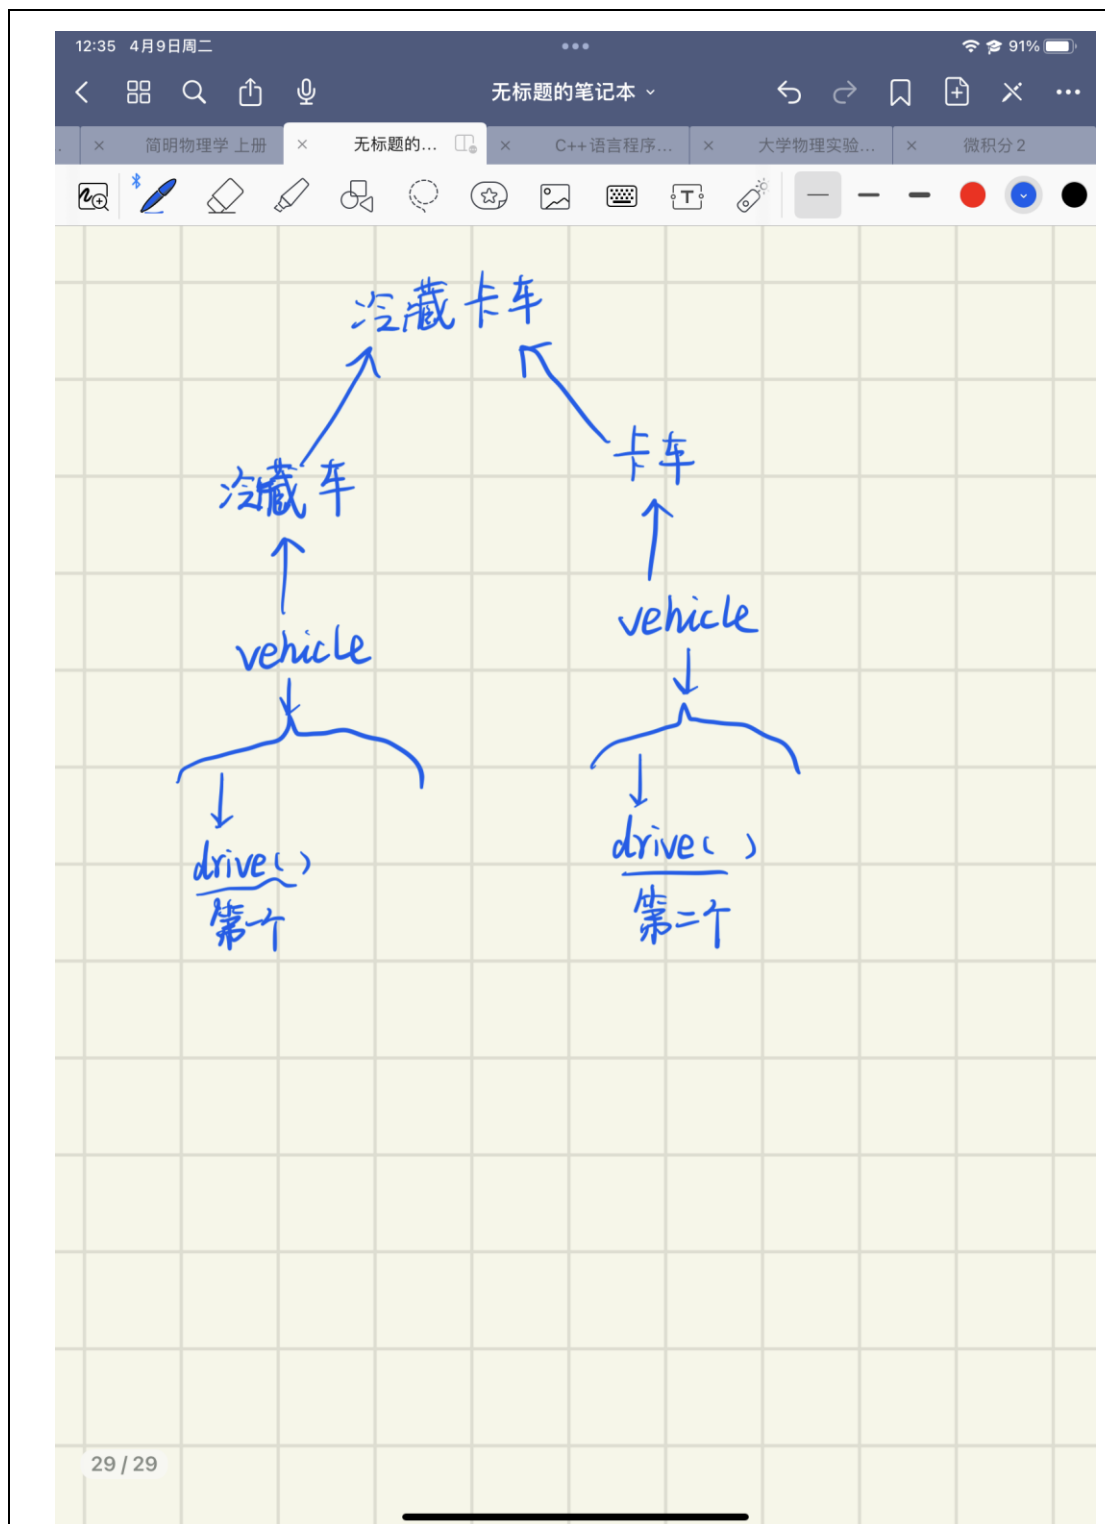 12:35 4月9日周二
91%
无标题的笔记本
简明物理学 上册
无标题的...
C++语言程序...
大学物理实验...
微积分2
T
冷藏卡车
卡车
冷藏车
vehicle
vehicle
drive( )
drive( )
第一个
第二个
29 / 29